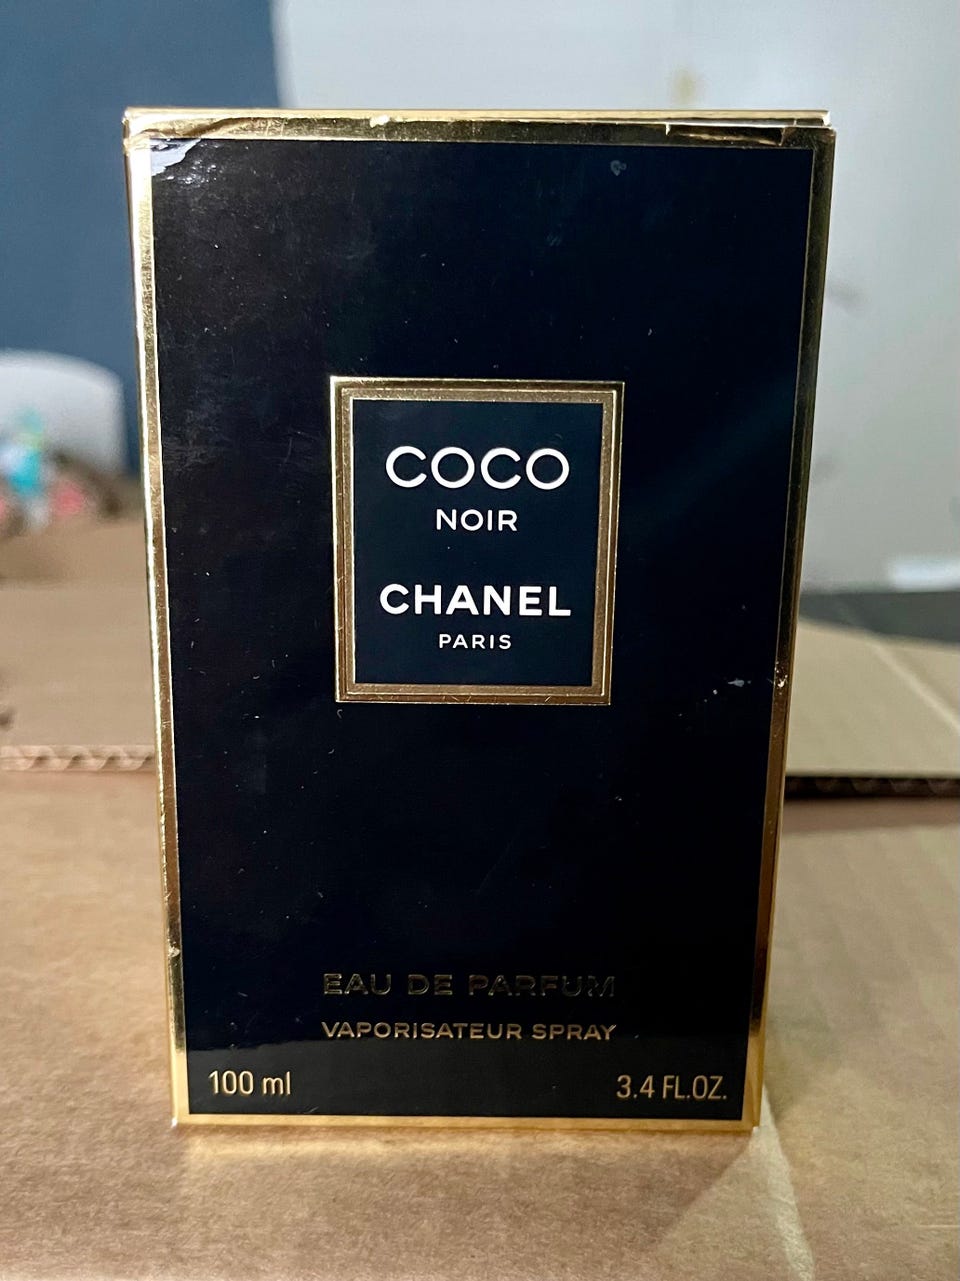 COCO
NOIR
CHANEL
PARIS
EAU DE PARFUM
VAPORISATEUR SPRAY
100 ml 3.4 FL.OZ.